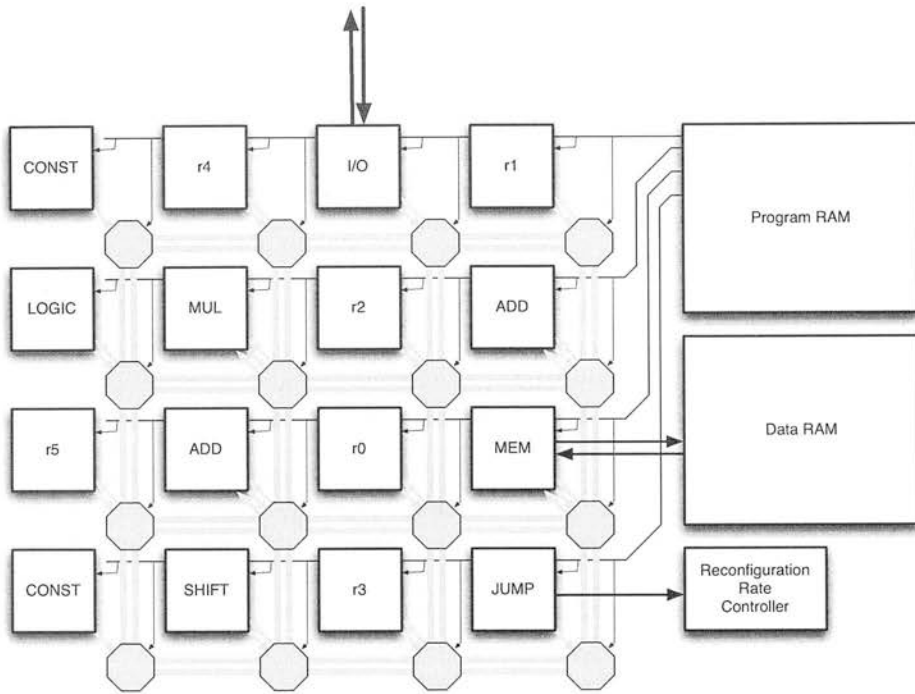 CONST
r4
I/O
r1
Program RAM
LOGIC
MUL
r2
ADD
r5
ADD
r0
MEM
Data RAM
CONST
SHIFT
r3
JUMP
Reconfiguration
Rate
Controller